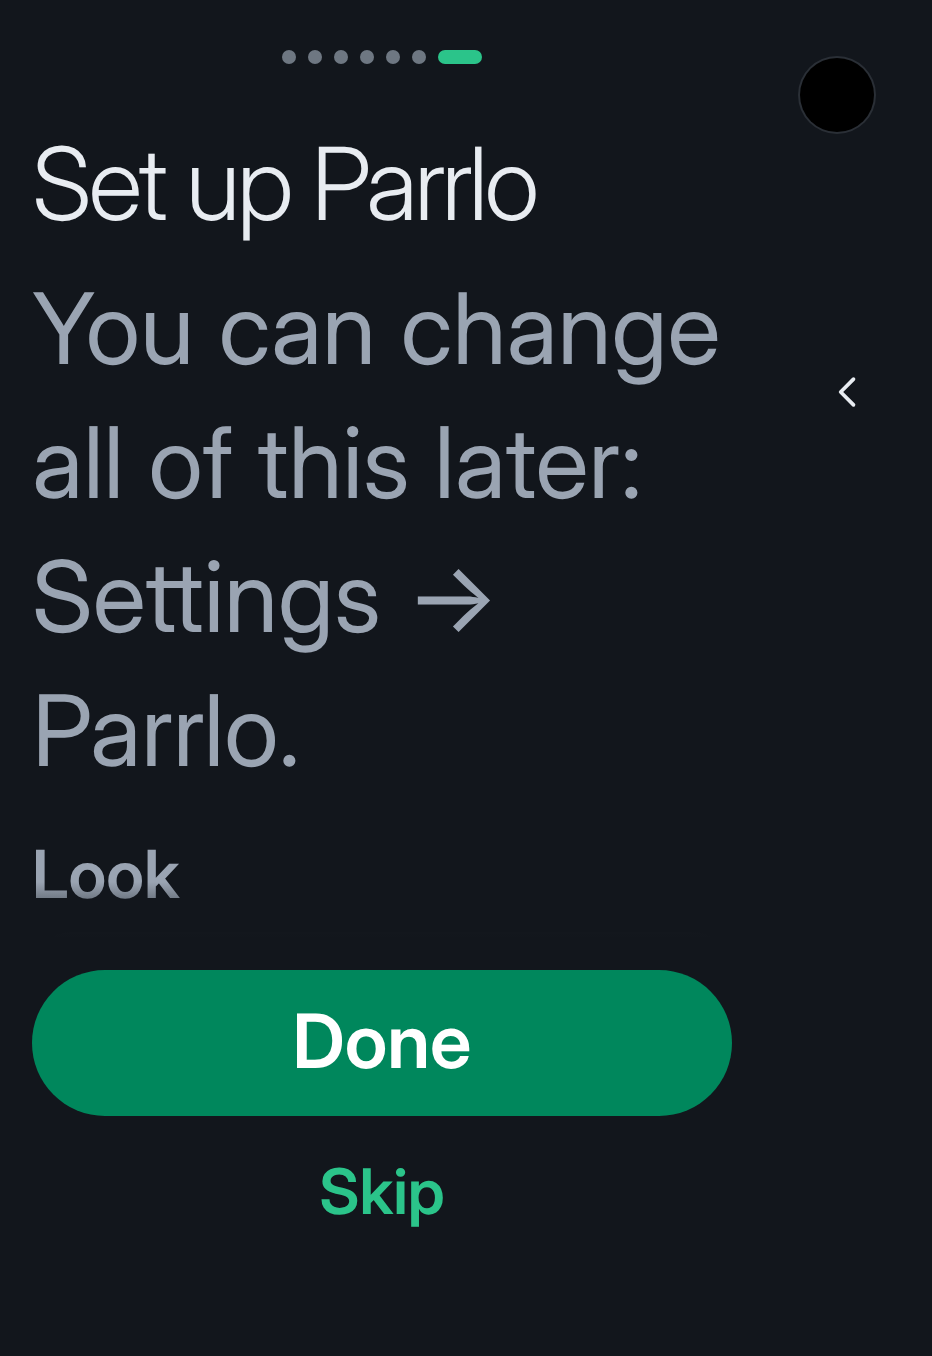 Set up Parrlo
You can change
all of this later:
Settings →
Parrlo.
Look
Done
Skip